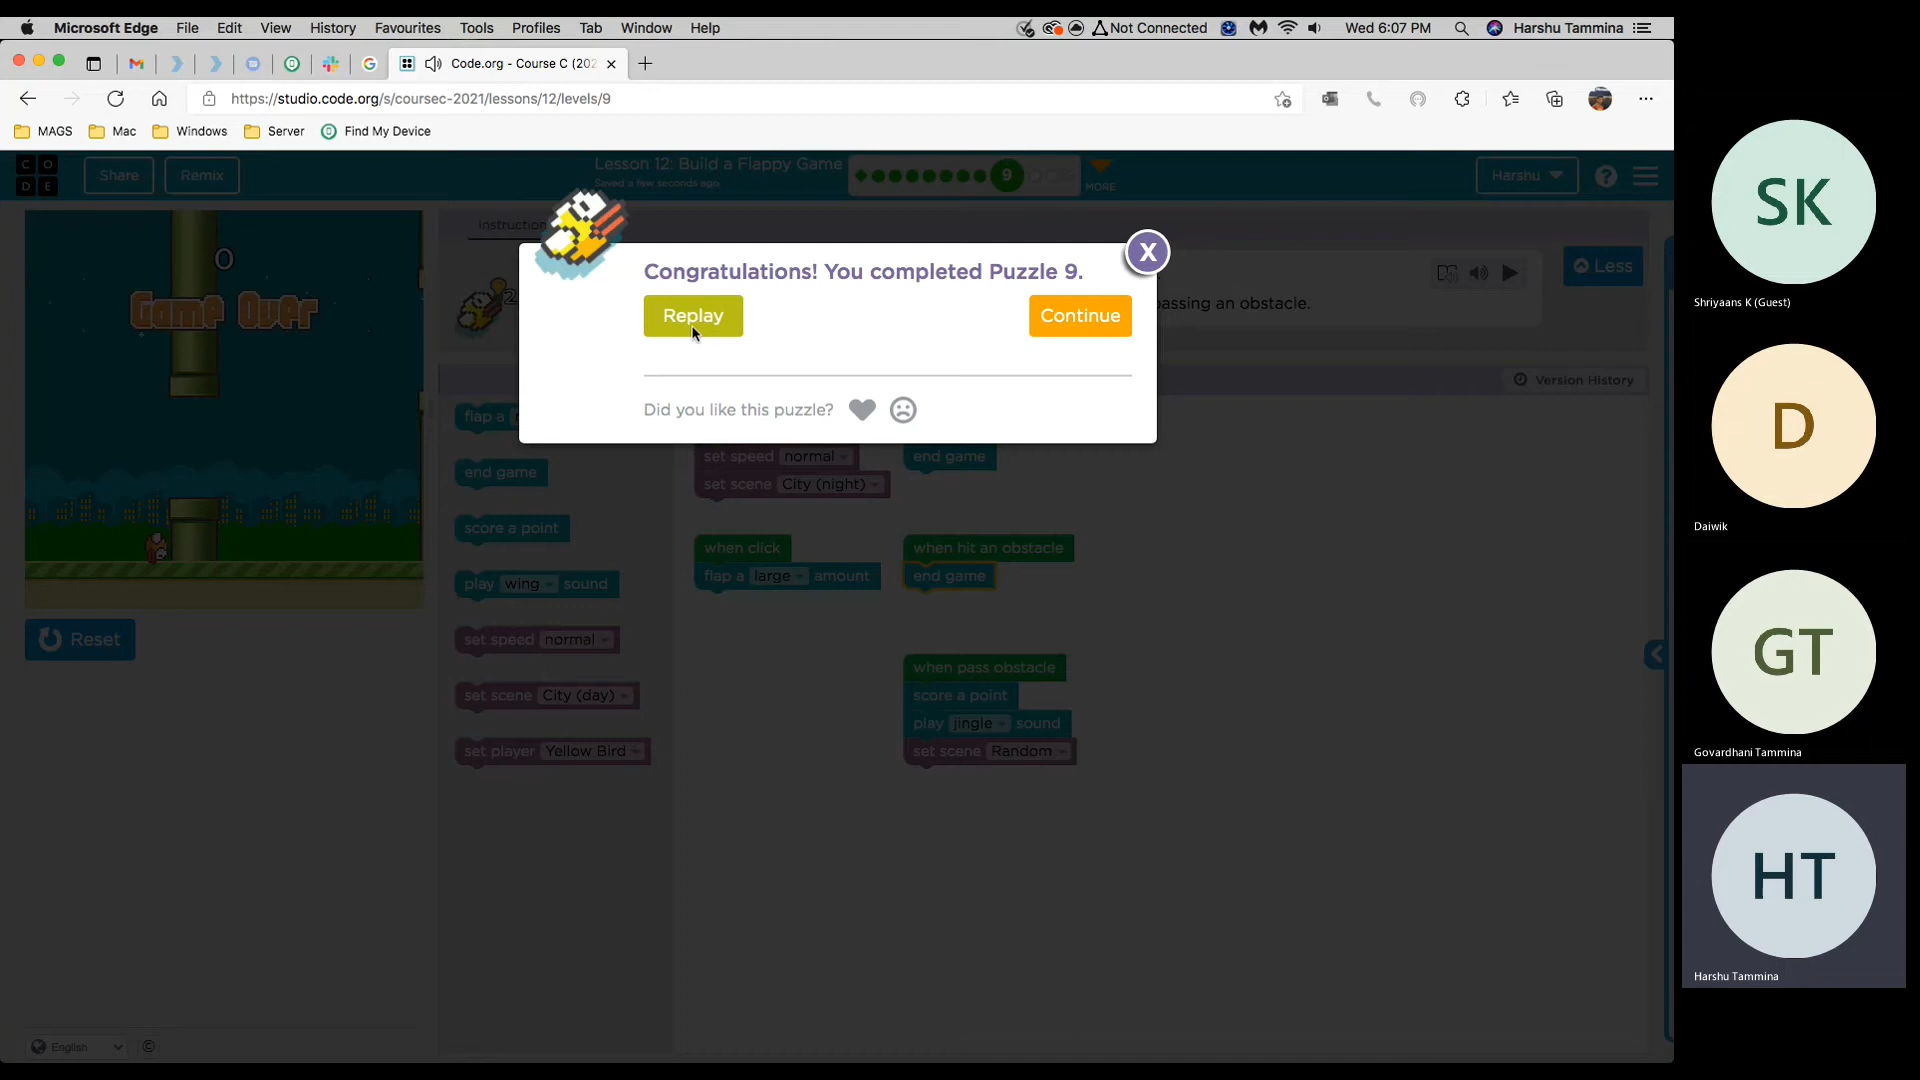 Microsoft Edge File Edit View History Favourites Tools Profiles Tab Window Help Not Connected Wed 6:07 PM Harshu Tammina
Code.org - Course C (202
https://studio.code.org/s/coursec-2021/lessons/12/levels/9
MAGS Mac Windows Server Find My Device
C O
D E
Share Remix Lesson 12: Build a Flappy Game
Saved a few seconds ago
9
MORE
Harshu
Instruction
0
Game Over
Congratulations! You completed Puzzle 9.
X
Less
2
passing an obstacle.
Replay Continue
Version History
Did you like this puzzle?
flap a
end game
score a point
play wing sound
set speed normal
set scene City (day)
set player Yellow Bird
set speed normal
set scene City (night)
end game
when click
flap a large amount
when hit an obstacle
end game
when pass obstacle
score a point
play jingle sound
set scene Random
Reset
English ©
SK
Shriyaans K (Guest)
D
Daiwik
GT
Govardhani Tammina
HT
Harshu Tammina